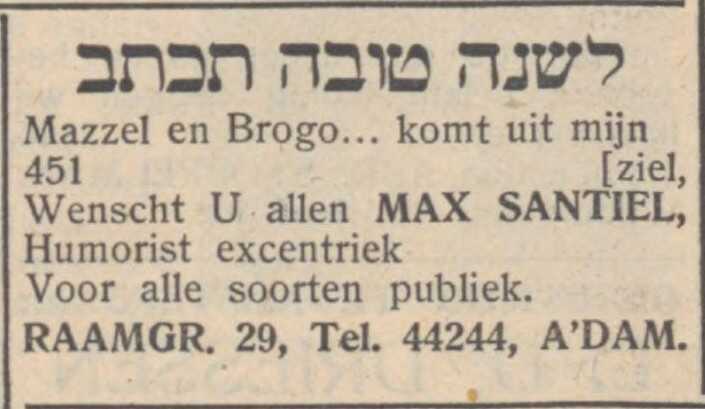 לשנה טובה תכתב
Mazzel en Brogo... komt uit mijn
451 [ziel,
Wenscht U allen MAX SANTIEL,
Humorist excentriek
Voor alle soorten publiek.
RAAMGR. 29, Tel. 44244, A'DAM.